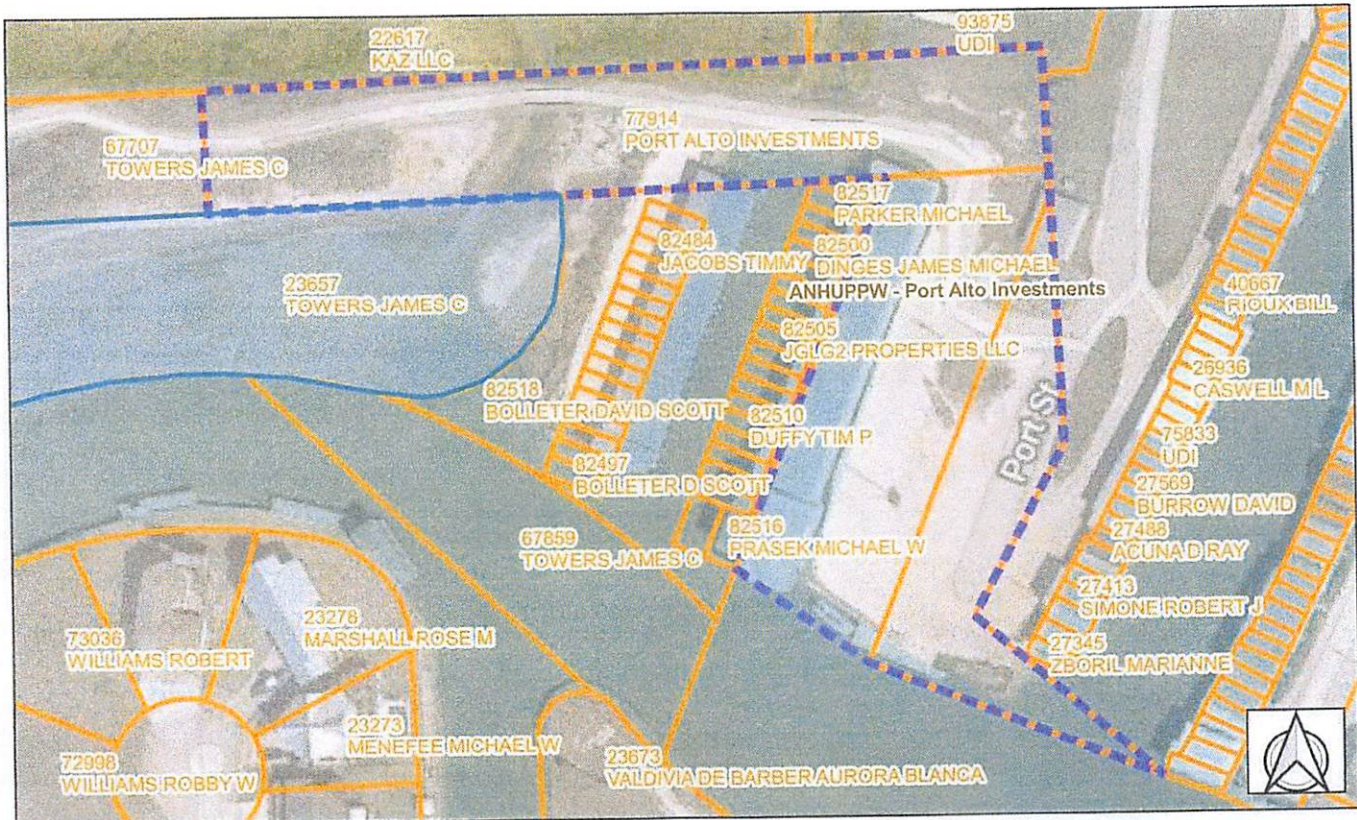 22617
KAZ LLC
93875
UDI
67707
TOWERS JAMES C
77914
PORT ALTO INVESTMENTS
82517
PARKER MICHAEL
82484
JACOBS TIMMY
82500
DINGES JAMES MICHAEL
ANHUPPW - Port Alto Investments
23657
TOWERS JAMES C
40667
RIOUX BILL
82505
JGLG2 PROPERTIES LLC
26936
CASWELL M L
82518
BOLLETER DAVID SCOTT
82510
DUFFY TIM P
Port St
75833
UDI
82497
BOLLETER D SCOTT
27569
BURROW DAVID
67859
TOWERS JAMES C
82516
PRASEK MICHAEL W
27488
ACUNA D RAY
27413
SIMONE ROBERT J
73036
WILLIAMS ROBERT
23278
MARSHALL ROSE M
27345
ZBORIL MARIANNE
23273
MENEFEE MICHAEL W
72998
WILLIAMS ROBBY W
23673
VALDIVIA DE BARBER AURORA BLANCA